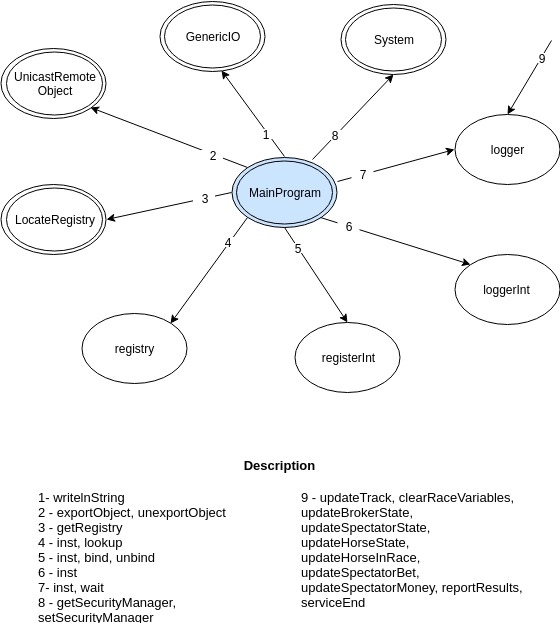 GenericIO
System
UnicastRemote
Object
9
logger
1
8
2
7
MainProgram
3
LocateRegistry
6
4
5
loggerInt
registry
registerInt
Description
1- writelnString
2 - exportObject, unexportObject
3 - getRegistry
4 - inst, lookup
5 - inst, bind, unbind
6 - inst
7- inst, wait
8 - getSecurityManager,
setSecurityManager
9 - updateTrack, clearRaceVariables,
updateBrokerState,
updateSpectatorState,
updateHorseState,
updateHorseInRace,
updateSpectatorBet,
updateSpectatorMoney, reportResults,
serviceEnd